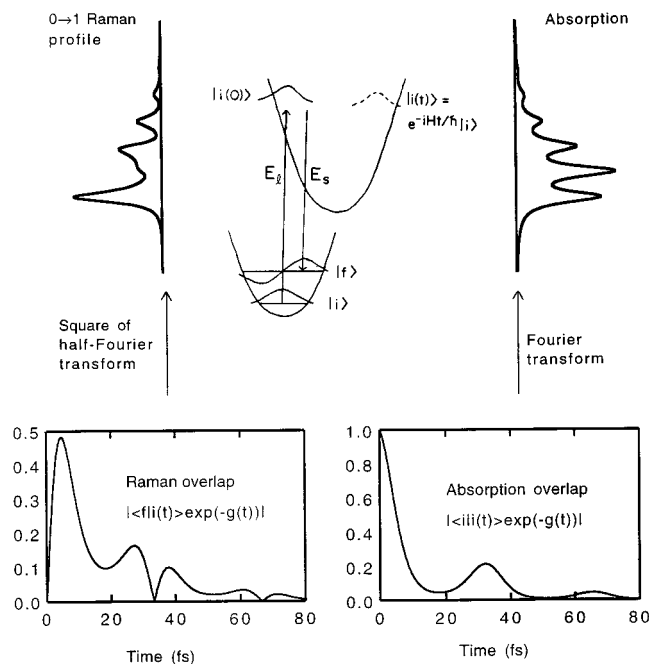 0→1 Raman
profile
Absorption
|i(0)⟩
|i(t)⟩ =
e^{-iHt/ħ}|i⟩
E_ℓ
E_s
|f⟩
|i⟩
Square of
half-Fourier
transform
Fourier
transform
0.5
0.4
0.3
0.2
0.1
0.0
Raman overlap
|<f|i(t)>exp(-g(t))|
0 20 40 60 80
Time (fs)
1.0
0.8
0.6
0.4
0.2
0.0
Absorption overlap
|<i|i(t)>exp(-g(t))|
0 20 40 60 80
Time (fs)